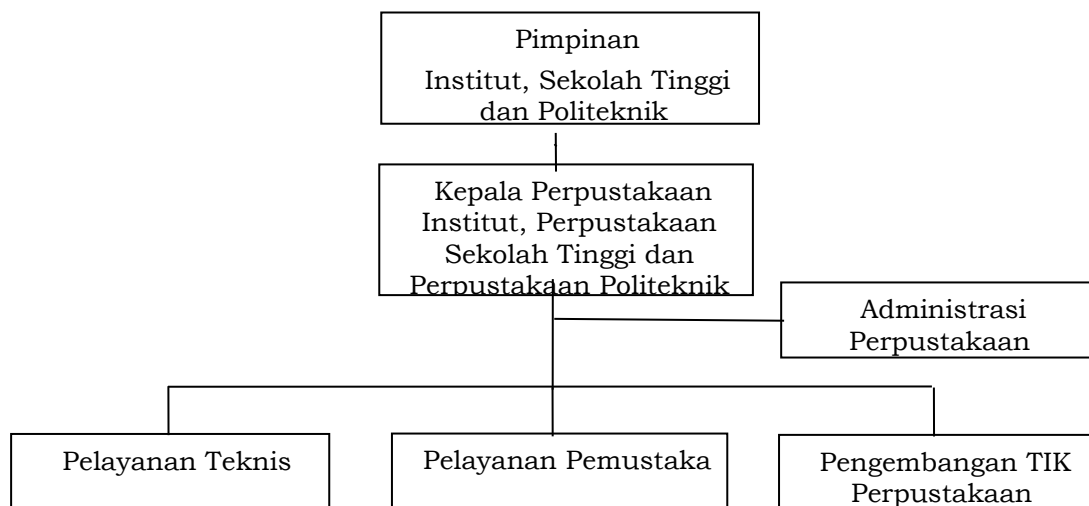 Pimpinan
Institut, Sekolah Tinggi
dan Politeknik
Kepala Perpustakaan
Institut, Perpustakaan
Sekolah Tinggi dan
Perpustakaan Politeknik
Administrasi
Perpustakaan
Pelayanan Teknis
Pelayanan Pemustaka
Pengembangan TIK
Perpustakaan